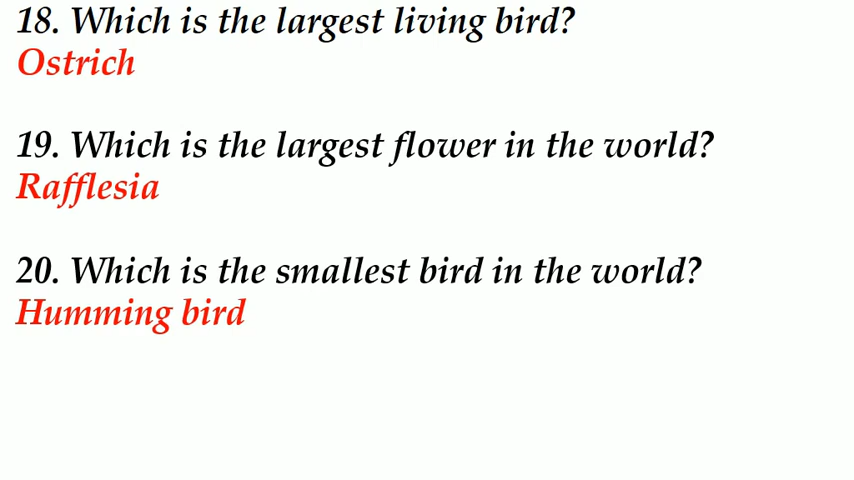 18. Which is the largest living bird?
Ostrich
19. Which is the largest flower in the world?
Rafflesia
20. Which is the smallest bird in the world?
Humming bird